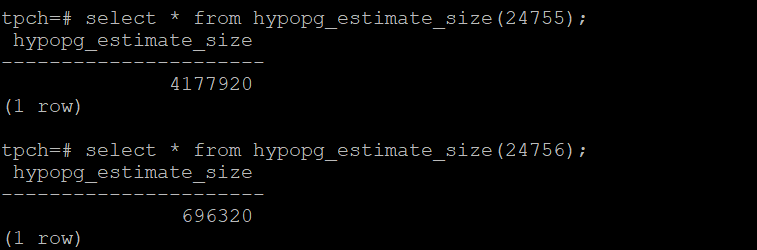 tpch=# select * from hypopg_estimate_size(24755);
 hypopg_estimate_size
----------------------
              4177920
(1 row)

tpch=# select * from hypopg_estimate_size(24756);
 hypopg_estimate_size
----------------------
               696320
(1 row)